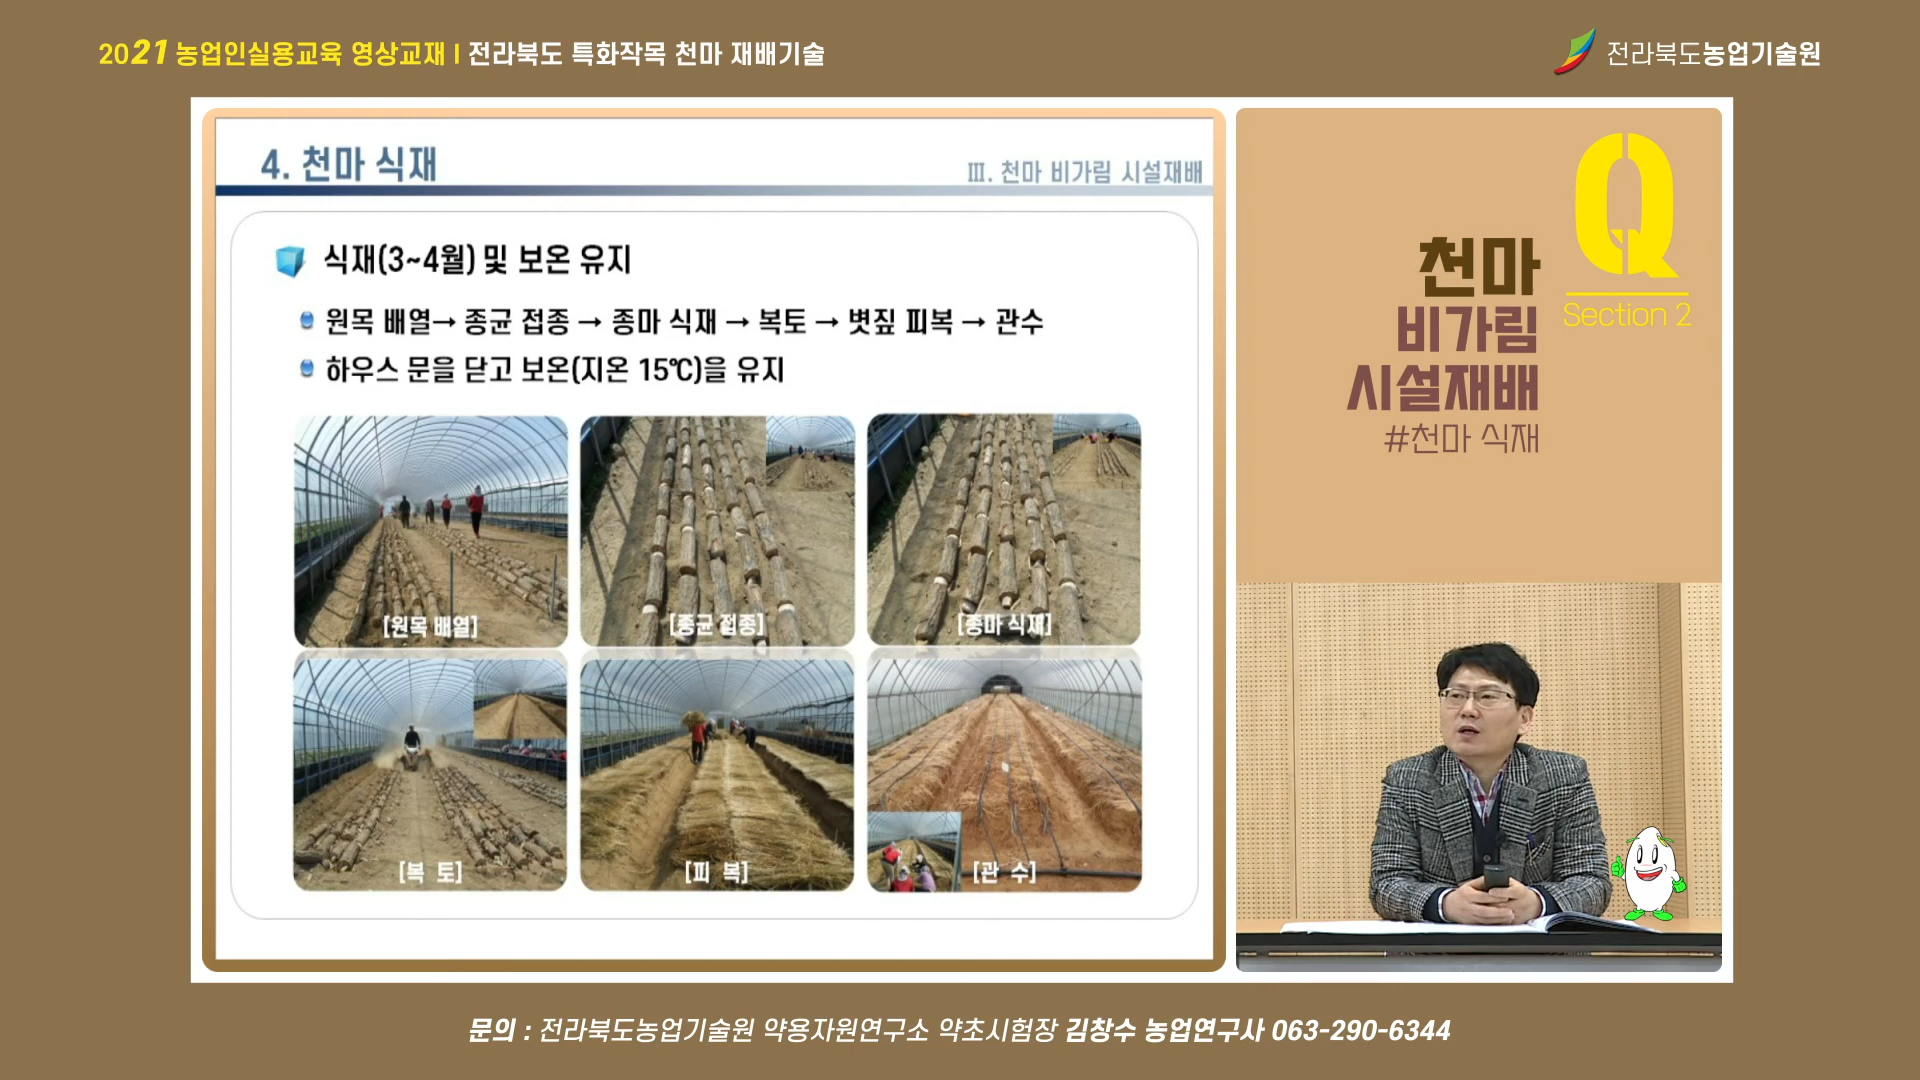 2021 농업인실용교육 영상교재 I 전라북도 특화작목 천마 재배기술
전라북도농업기술원
4. 천마 식재
Ⅲ. 천마 비가림 시설재배
식재(3~4월) 및 보온 유지
원목 배열→ 종균 접종 → 종마 식재 → 복토 → 볏짚 피복 → 관수
하우스 문을 닫고 보온(지온 15℃)을 유지
[원목 배열]
[종균 접종]
[종마 식재]
[복 토]
[피 복]
[관 수]
Q
Section 2
천마
비가림
시설재배
#천마 식재
문의 : 전라북도농업기술원 약용자원연구소 약초시험장 김창수 농업연구사 063-290-6344